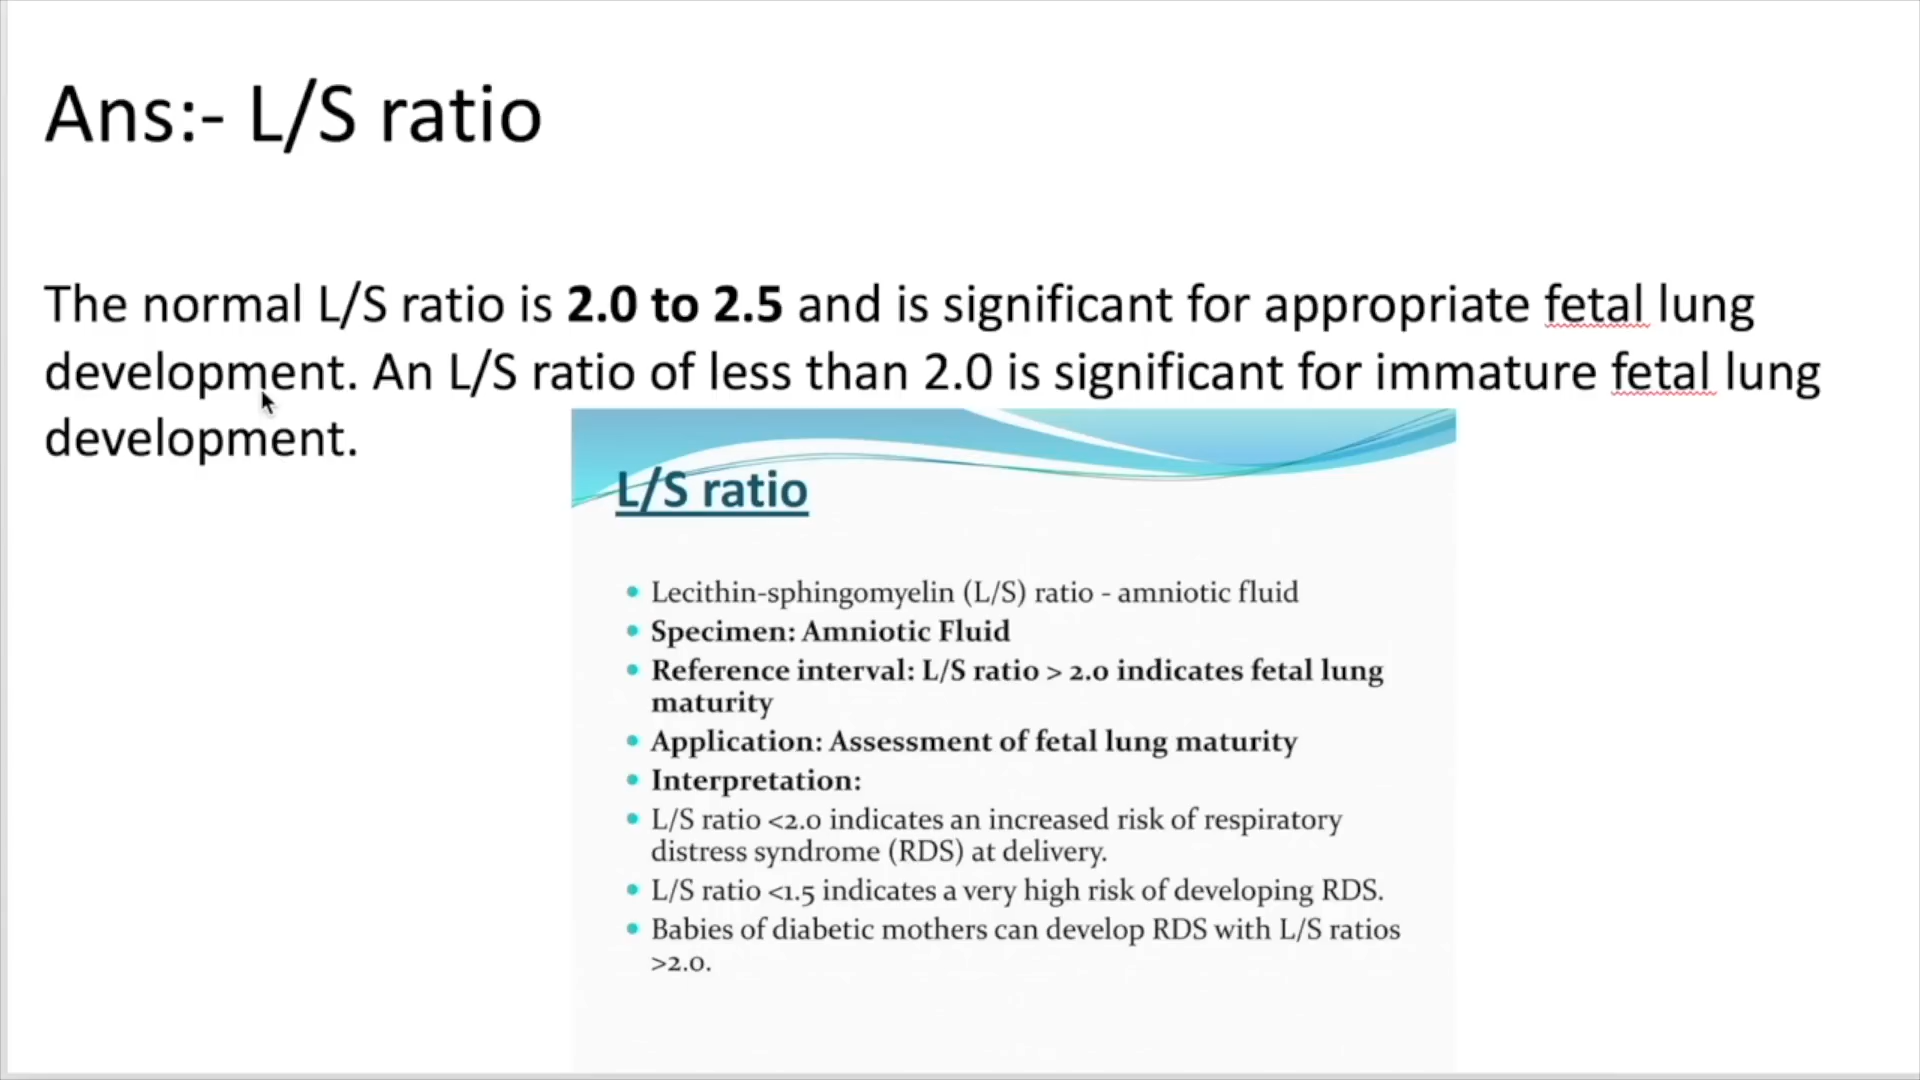 Ans:- L/S ratio
The normal L/S ratio is 2.0 to 2.5 and is significant for appropriate fetal lung
development. An L/S ratio of less than 2.0 is significant for immature fetal lung
development.
L/S ratio
• Lecithin-sphingomyelin (L/S) ratio - amniotic fluid
• Specimen: Amniotic Fluid
• Reference interval: L/S ratio > 2.0 indicates fetal lung
maturity
• Application: Assessment of fetal lung maturity
• Interpretation:
• L/S ratio <2.0 indicates an increased risk of respiratory
distress syndrome (RDS) at delivery.
• L/S ratio <1.5 indicates a very high risk of developing RDS.
• Babies of diabetic mothers can develop RDS with L/S ratios
>2.0.